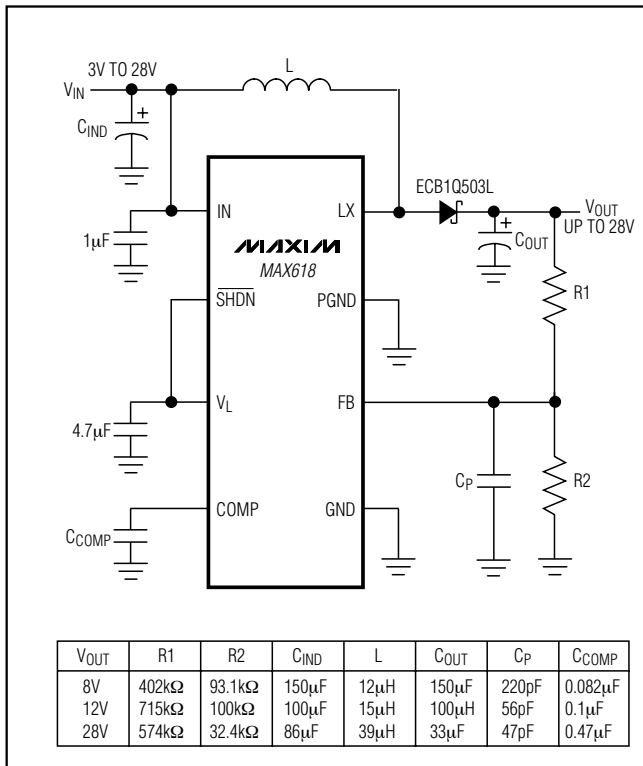 3V TO 28V
L
VIN
+
CIND
ECB1Q503L
IN
LX
VOUT
UP TO 28V
+
COUT
1µF
MAXIM
MAX618
R1
SHDN
PGND
VL
FB
4.7µF
CP
R2
COMP
GND
CCOMP
VOUT R1 R2 CIND L COUT CP CCOMP
8V 402kΩ 93.1kΩ 150µF 12µH 150µF 220pF 0.082µF
12V 715kΩ 100kΩ 100µF 15µH 100µH 56pF 0.1µF
28V 574kΩ 32.4kΩ 86µF 39µH 33µF 47pF 0.47µF